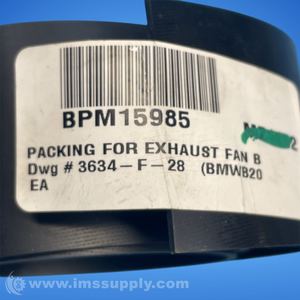 BPM15985
PACKING FOR EXHAUST FAN B
Dwg # 3634-F-28 (BMWB20
EA
© www.imssupply.com